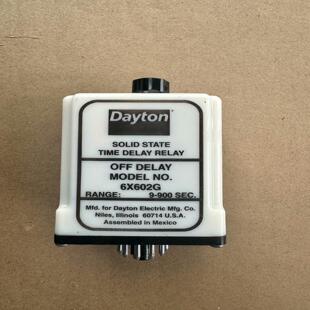 Dayton
SOLID STATE
TIME DELAY RELAY
OFF DELAY
MODEL NO.
6X602G
RANGE: 9-900 SEC.
Mfd. for Dayton Electric Mfg. Co.
Niles, Illinois 60714 U.S.A.
Assembled in Mexico